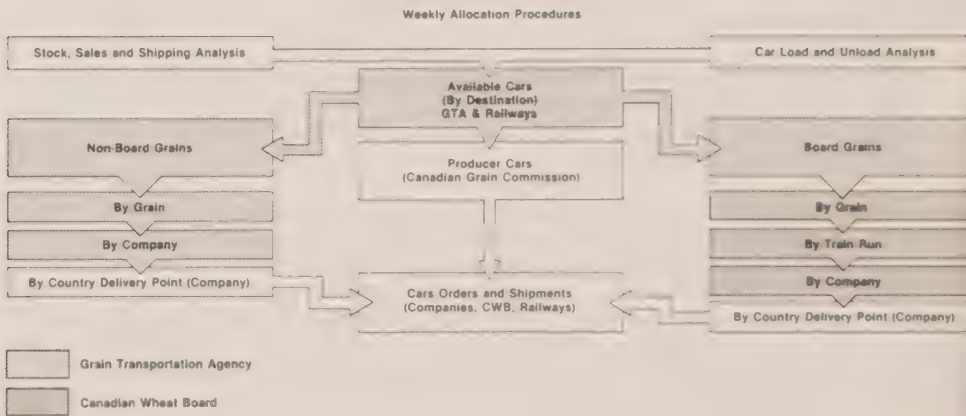 Weekly Allocation Procedures
Stock, Sales and Shipping Analysis
Car Load and Unload Analysis
Available Cars
(By Destination)
GTA & Railways
Non-Board Grains
Board Grains
Producer Cars
(Canadian Grain Commission)
By Grain
By Grain
By Company
By Train Run
By Company
By Country Delivery Point (Company)
Cars Orders and Shipments
(Companies, CWB, Railways)
By Country Delivery Point (Company)
Grain Transportation Agency
Canadian Wheat Board